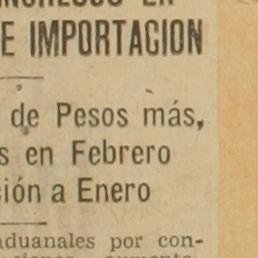 E IMPORTACION
de Pesos más,
s en Febrero
ción a Enero
aduanales por con-